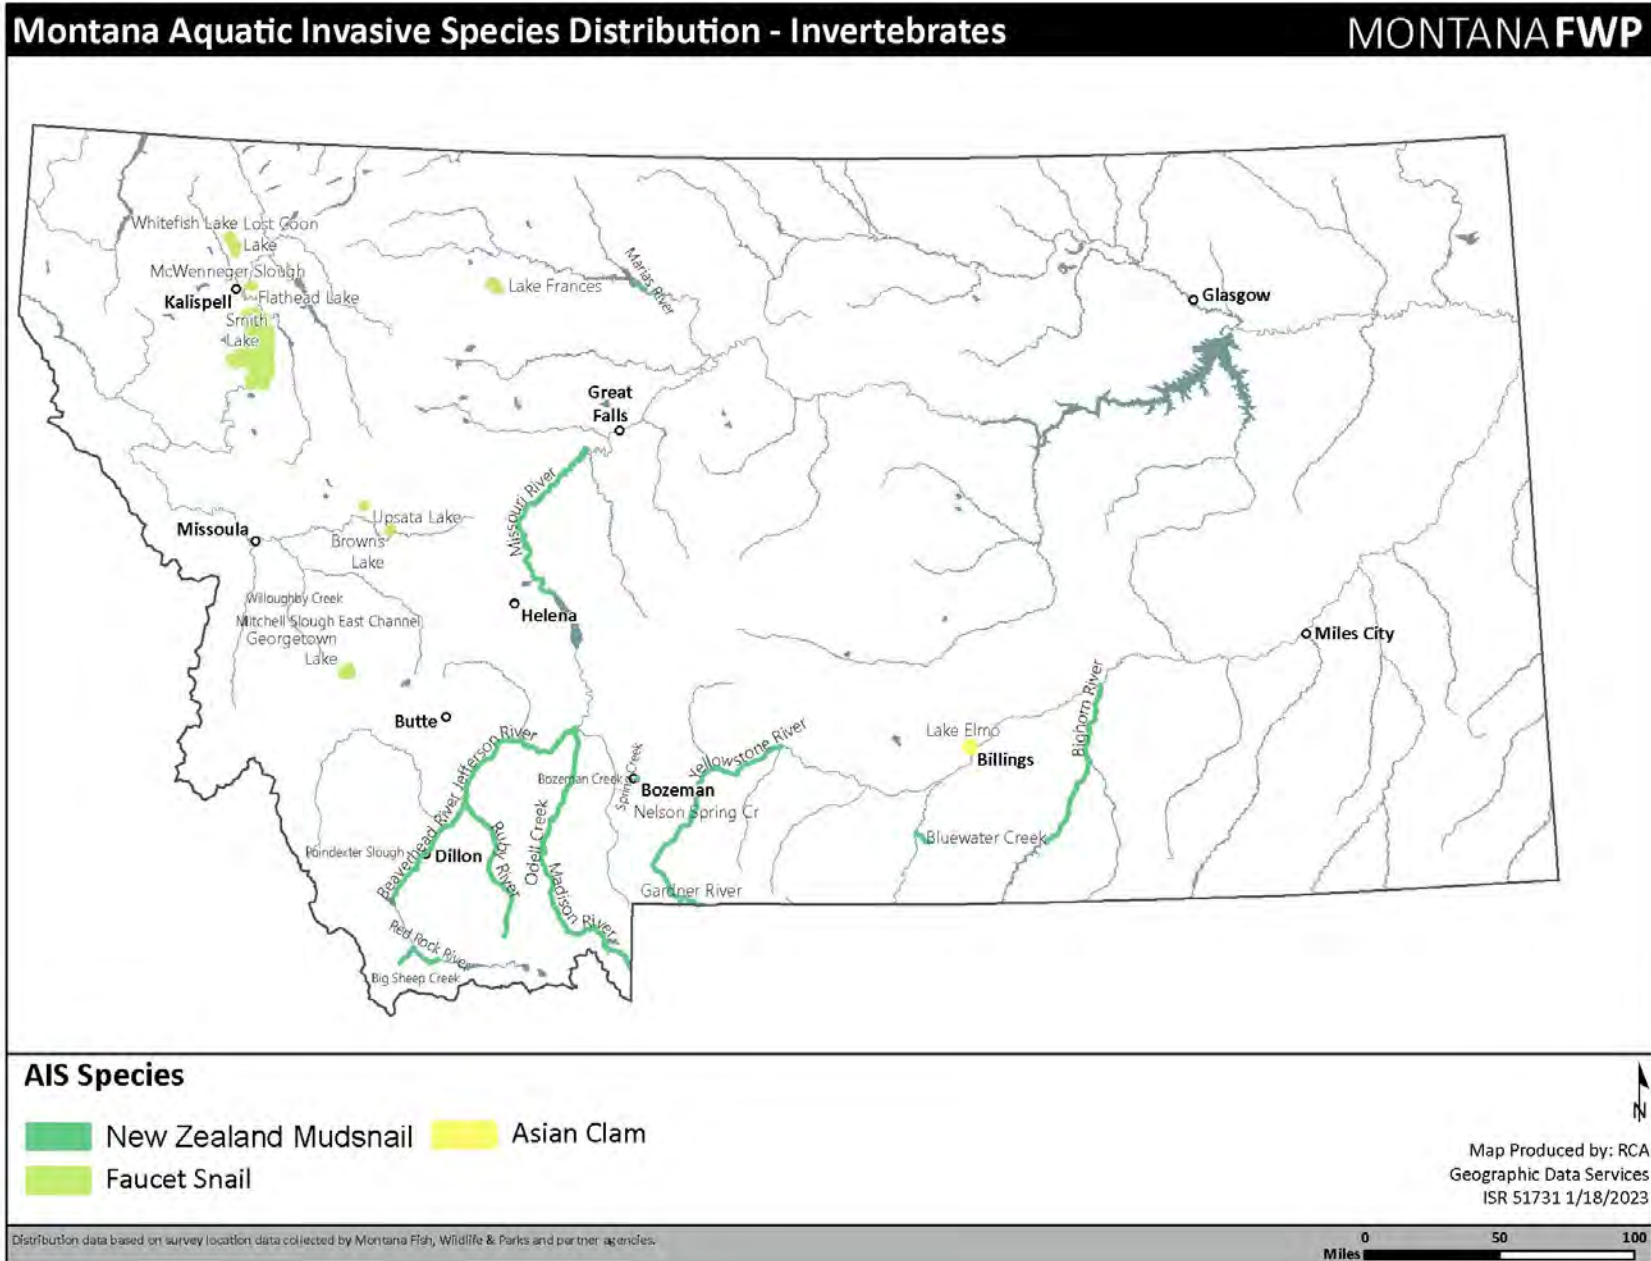 Montana Aquatic Invasive Species Distribution - Invertebrates
MONTANA FWP
Whitefish Lake Lost Coon
Lake
McWenneger Slough
Kalispell
Flathead Lake
Smith
Lake
Lake Frances
Marias River
Glasgow
Great
Falls
Missouri River
Missoula
Upsata Lake
Browns
Lake
Willoughby Creek
Mitchell Slough East Channel
Georgetown
Lake
Helena
Miles City
Butte
Jefferson River
Beaverhead River
Ruby
River
Odell Creek
Madison River
Bozeman Creek
Spring Creek
Bozeman
Yellowstone River
Nelson Spring Cr
Gardner River
Lake Elmo
Billings
Bighorn River
Bluewater Creek
Poindexter Slough
Dillon
Red Rock River
Big Sheep Creek
AIS Species
New Zealand Mudsnail
Asian Clam
Faucet Snail
N
Map Produced by: RCA
Geographic Data Services
ISR 51731 1/18/2023
Distribution data based on survey location data collected by Montana Fish, Wildlife & Parks and partner agencies.
0 50 100
Miles